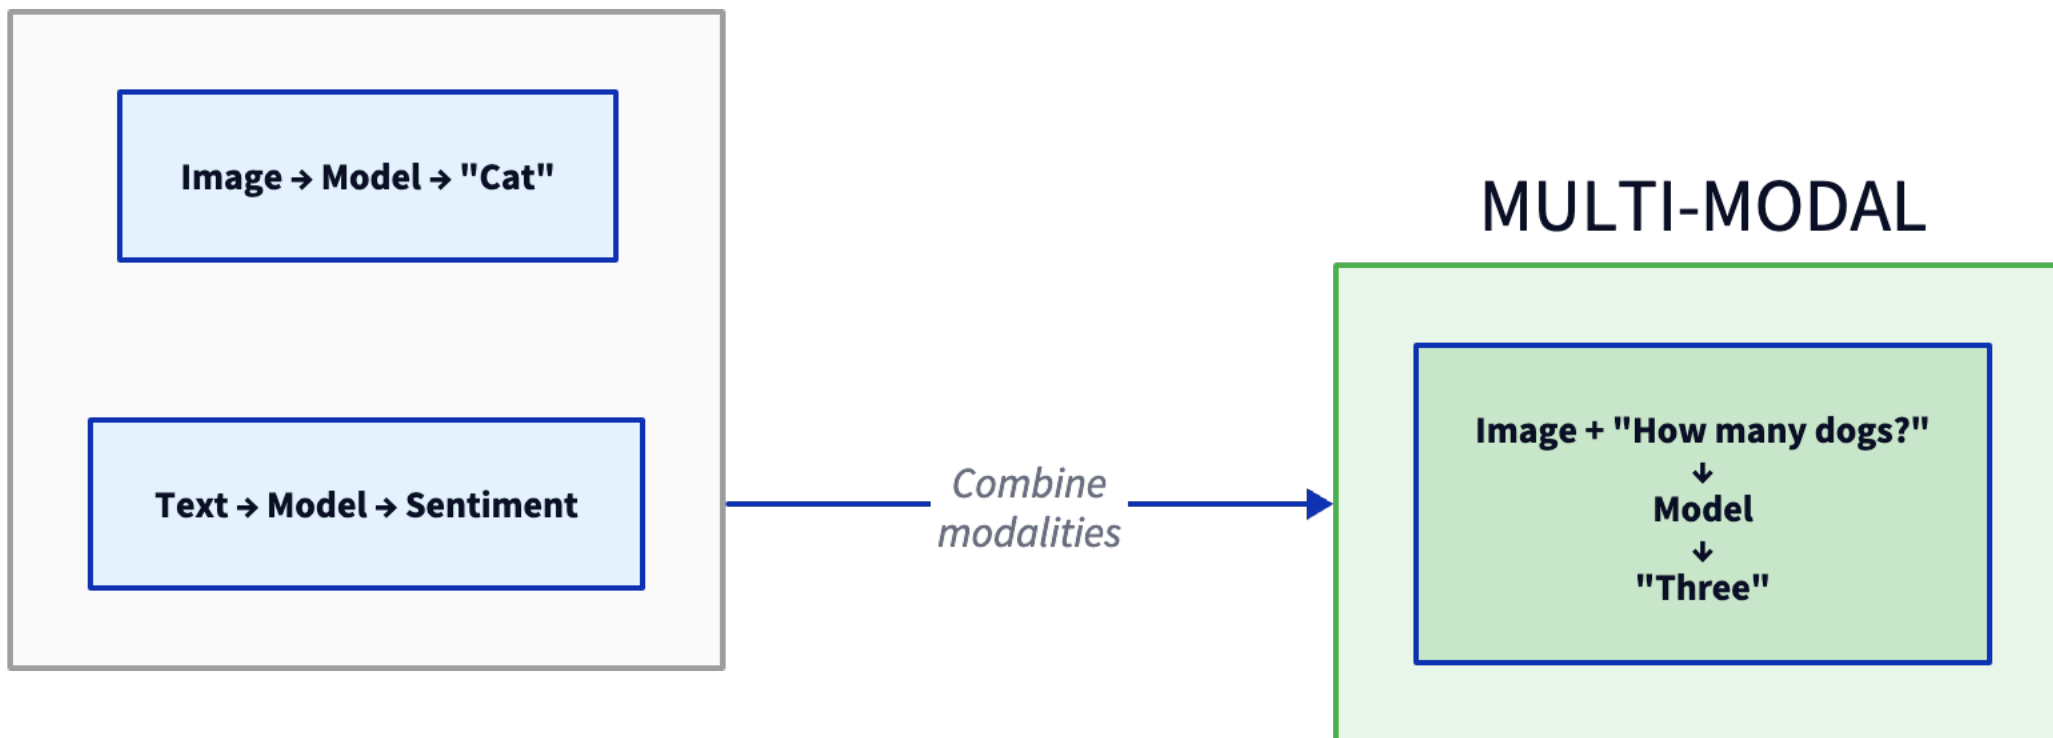 Image → Model → "Cat"
Text → Model → Sentiment
Combine
modalities
MULTI-MODAL
Image + "How many dogs?"
↓
Model
↓
"Three"